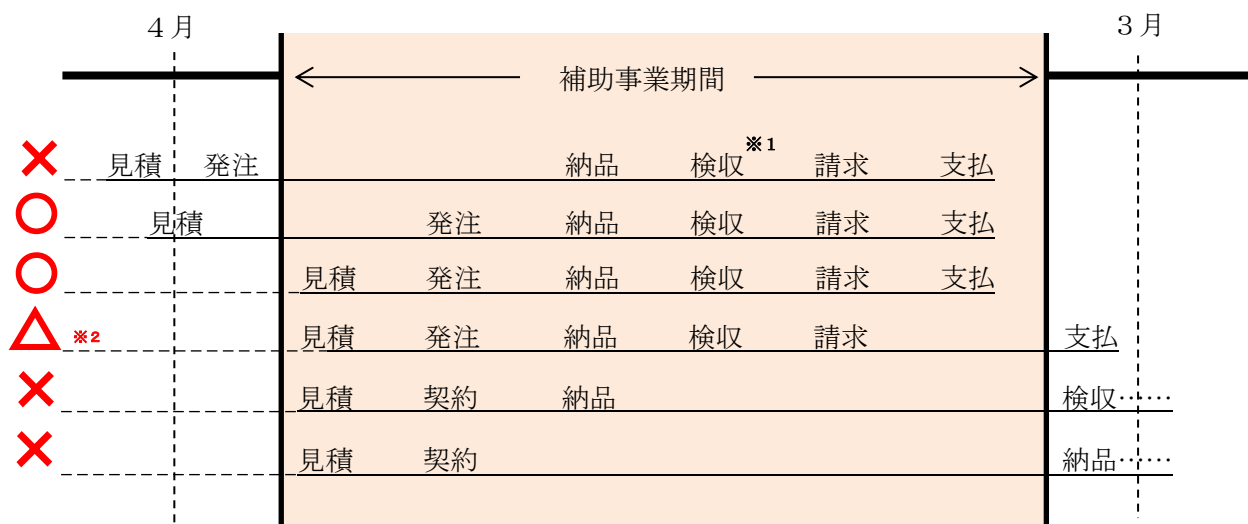 ４月
３月
補助事業期間
※１
見積 発注 納品 検収 請求 支払
見積 発注 納品 検収 請求 支払
見積 発注 納品 検収 請求 支払
※２ 見積 発注 納品 検収 請求 支払
見積 契約 納品 検収……
見積 契約 納品……